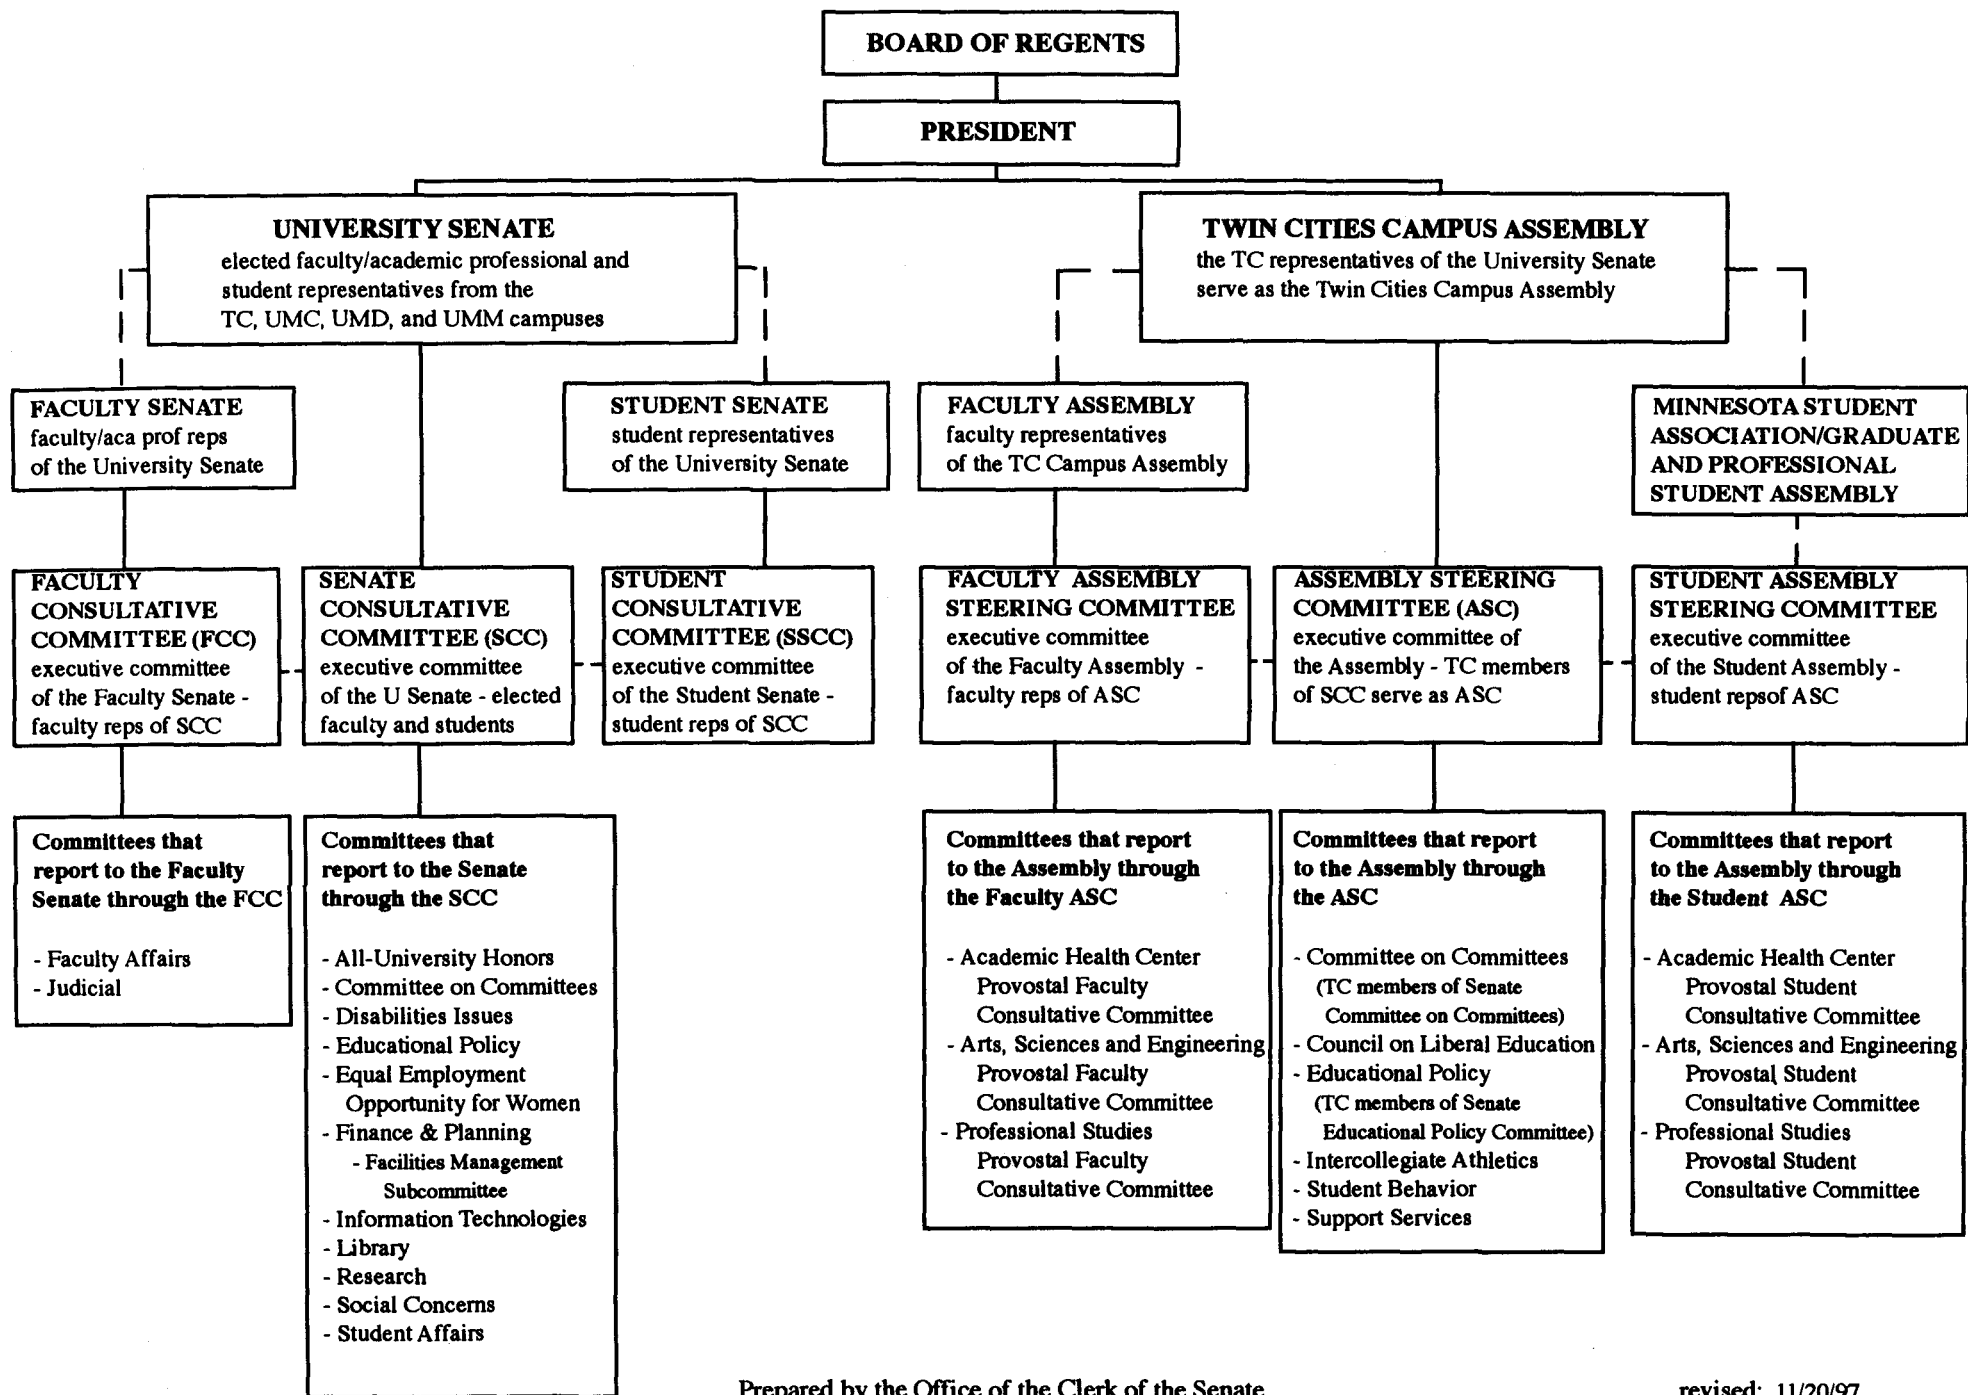 BOARD OF REGENTS
PRESIDENT
UNIVERSITY SENATE
elected faculty/academic professional and
student representatives from the
TC, UMC, UMD, and UMM campuses
TWIN CITIES CAMPUS ASSEMBLY
the TC representatives of the University Senate
serve as the Twin Cities Campus Assembly
FACULTY SENATE
faculty/aca prof reps
of the University Senate
STUDENT SENATE
student representatives
of the University Senate
FACULTY ASSEMBLY
faculty representatives
of the TC Campus Assembly
MINNESOTA STUDENT
ASSOCIATION/GRADUATE
AND PROFESSIONAL
STUDENT ASSEMBLY
FACULTY
CONSULTATIVE
COMMITTEE (FCC)
executive committee
of the Faculty Senate -
faculty reps of SCC
SENATE
CONSULTATIVE
COMMITTEE (SCC)
executive committee
of the U Senate - elected
faculty and students
STUDENT
CONSULTATIVE
COMMITTEE (SSCC)
executive committee
of the Student Senate -
student reps of SCC
FACULTY ASSEMBLY
STEERING COMMITTEE
executive committee
of the Faculty Assembly -
faculty reps of ASC
ASSEMBLY STEERING
COMMITTEE (ASC)
executive committee of
the Assembly - TC members
of SCC serve as ASC
STUDENT ASSEMBLY
STEERING COMMITTEE
executive committee
of the Student Assembly -
student repsof ASC
Committees that
report to the Faculty
Senate through the FCC
- Faculty Affairs
- Judicial
Committees that
report to the Senate
through the SCC
- All-University Honors
- Committee on Committees
- Disabilities Issues
- Educational Policy
- Equal Employment
Opportunity for Women
- Finance & Planning
- Facilities Management
Subcommittee
- Information Technologies
- Library
- Research
- Social Concerns
- Student Affairs
Committees that report
to the Assembly through
the Faculty ASC
- Academic Health Center
Provostal Faculty
Consultative Committee
- Arts, Sciences and Engineering
Provostal Faculty
Consultative Committee
- Professional Studies
Provostal Faculty
Consultative Committee
Committees that report
to the Assembly through
the ASC
- Committee on Committees
(TC members of Senate
Committee on Committees)
- Council on Liberal Education
- Educational Policy
(TC members of Senate
Educational Policy Committee)
- Intercollegiate Athletics
- Student Behavior
- Support Services
Committees that report
to the Assembly through
the Student ASC
- Academic Health Center
Provostal Student
Consultative Committee
- Arts, Sciences and Engineering
Provostal Student
Consultative Committee
- Professional Studies
Provostal Student
Consultative Committee
Prepared by the Office of the Clerk of the Senate
revised: 11/20/97